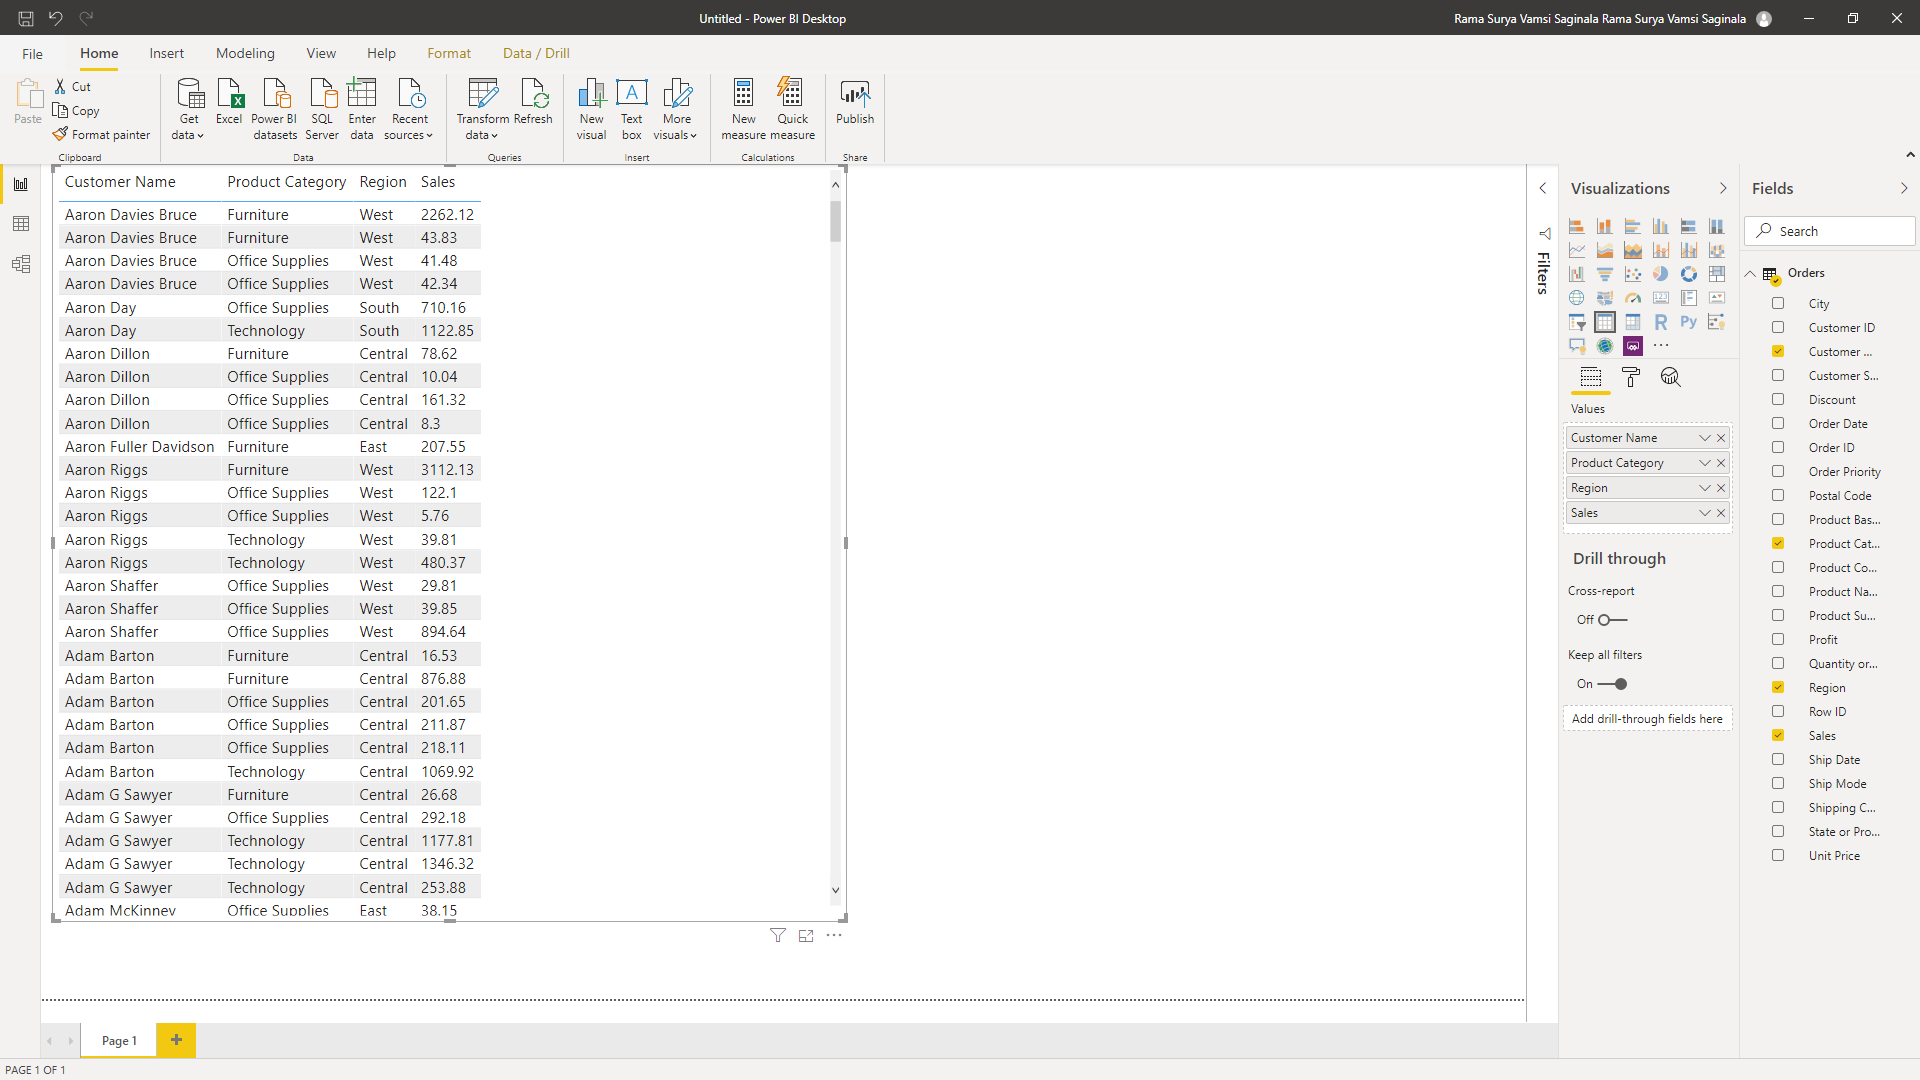 Untitled - Power BI Desktop
Rama Surya Vamsi Saginala Rama Surya Vamsi Saginala
File Home Insert Modeling View Help Format Data / Drill
Paste
Cut
Copy
Format painter
Clipboard
Get data
Excel
Power BI datasets
SQL Server
Enter data
Recent sources
Data
Transform data
Refresh
Queries
New visual
Text box
More visuals
Insert
New measure
Quick measure
Calculations
Publish
Share
Customer Name Product Category Region Sales
Aaron Davies Bruce Furniture West 2262.12
Aaron Davies Bruce Furniture West 43.83
Aaron Davies Bruce Office Supplies West 41.48
Aaron Davies Bruce Office Supplies West 42.34
Aaron Day Office Supplies South 710.16
Aaron Day Technology South 1122.85
Aaron Dillon Furniture Central 78.62
Aaron Dillon Office Supplies Central 10.04
Aaron Dillon Office Supplies Central 161.32
Aaron Dillon Office Supplies Central 8.3
Aaron Fuller Davidson Furniture East 207.55
Aaron Riggs Furniture West 3112.13
Aaron Riggs Office Supplies West 122.1
Aaron Riggs Office Supplies West 5.76
Aaron Riggs Technology West 39.81
Aaron Riggs Technology West 480.37
Aaron Shaffer Office Supplies West 29.81
Aaron Shaffer Office Supplies West 39.85
Aaron Shaffer Office Supplies West 894.64
Adam Barton Furniture Central 16.53
Adam Barton Furniture Central 876.88
Adam Barton Office Supplies Central 201.65
Adam Barton Office Supplies Central 211.87
Adam Barton Office Supplies Central 218.11
Adam Barton Technology Central 1069.92
Adam G Sawyer Furniture Central 26.68
Adam G Sawyer Office Supplies Central 292.18
Adam G Sawyer Technology Central 1177.81
Adam G Sawyer Technology Central 1346.32
Adam G Sawyer Technology Central 253.88
Adam McKinney Office Supplies East 38.15
Filters
Visualizations
R Py
Values
Customer Name
Product Category
Region
Sales
Drill through
Cross-report
Off
Keep all filters
On
Add drill-through fields here
Fields
Search
Orders
City
Customer ID
Customer ...
Customer S...
Discount
Order Date
Order ID
Order Priority
Postal Code
Product Bas...
Product Cat...
Product Co...
Product Na...
Product Su...
Profit
Quantity or...
Region
Row ID
Sales
Ship Date
Ship Mode
Shipping C...
State or Pro...
Unit Price
Page 1
PAGE 1 OF 1